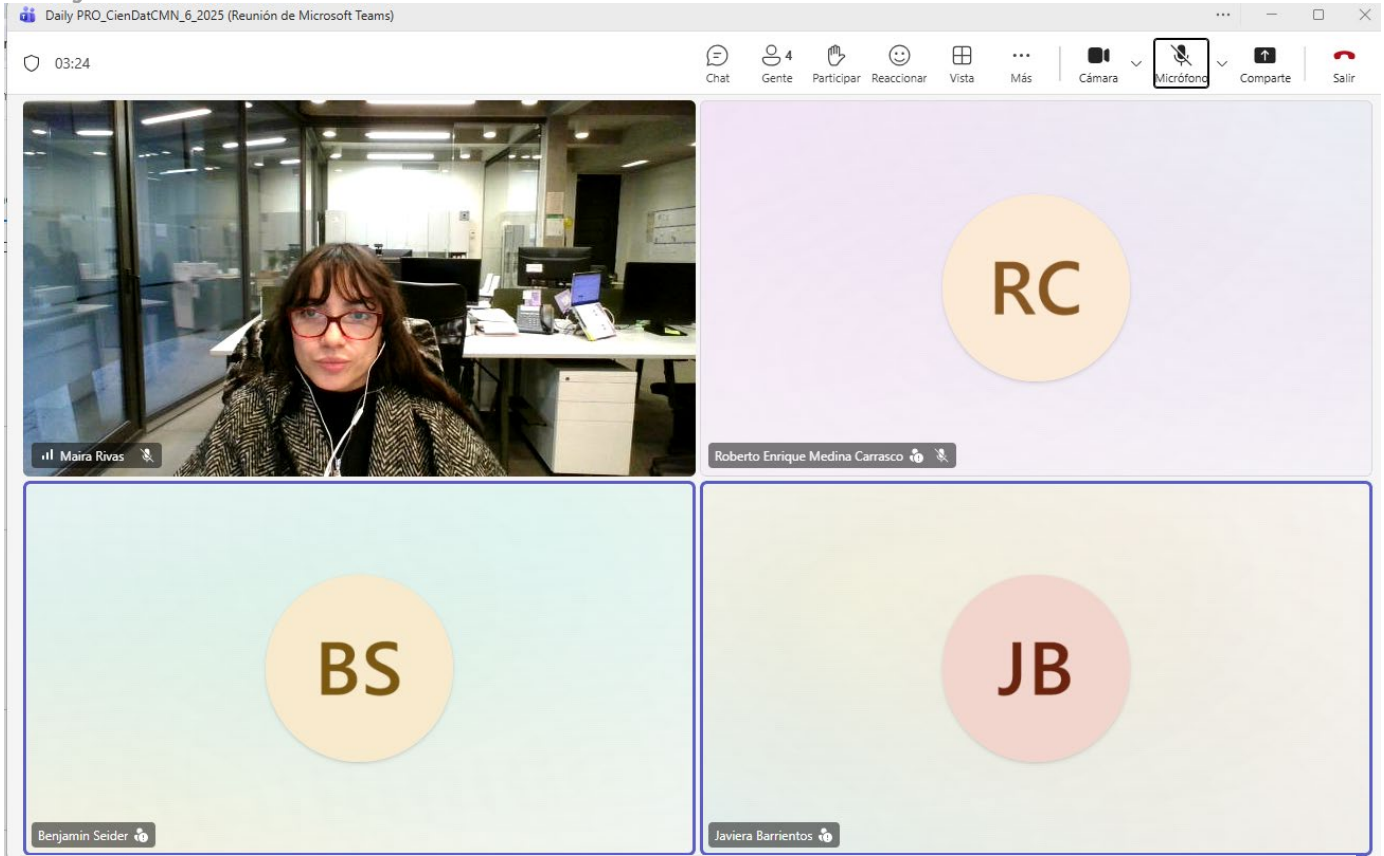 Daily PRO_CienDatCMN_6_2025 (Reunión de Microsoft Teams)
03:24
Chat
4
Gente
Participar
Reaccionar
Vista
Más
Cámara
Micrófono
Comparte
Salir
Maira Rivas
RC
Roberto Enrique Medina Carrasco
BS
Benjamin Seider
JB
Javiera Barrientos